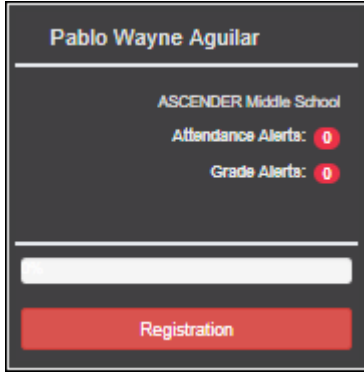 Pablo Wayne Aguilar
ASCENDER Middle School
Attendance Alerts: 0
Grade Alerts: 0
0%
Registration